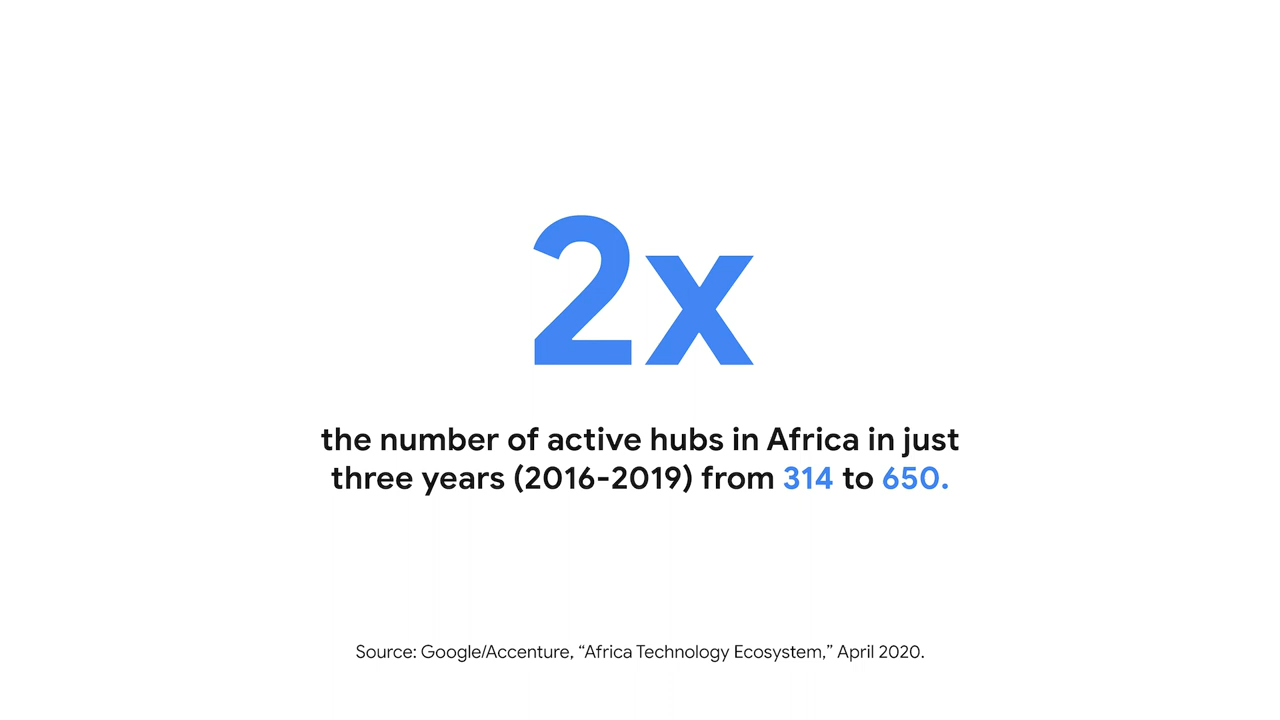 2x
the number of active hubs in Africa in just
three years (2016-2019) from 314 to 650.
Source: Google/Accenture, “Africa Technology Ecosystem,” April 2020.